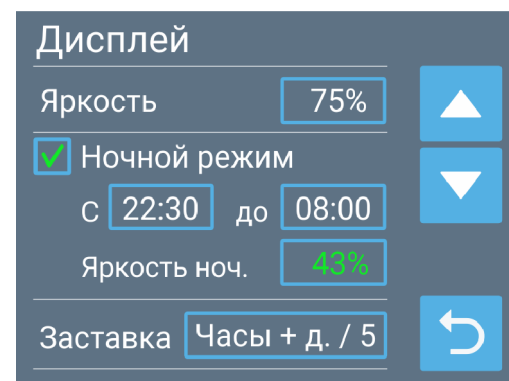 Дисплей
Яркость 75%
Ночной режим
С 22:30 до 08:00
Яркость ноч. 43%
Заставка Часы + д. / 5